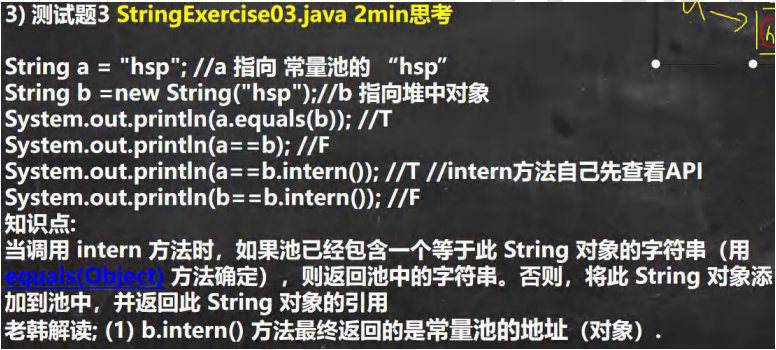 3) 测试题3 StringExercise03.java 2min思考
String a = "hsp"; //a 指向 常量池的 “hsp”
String b =new String("hsp");//b 指向堆中对象
System.out.println(a.equals(b)); //T
System.out.println(a==b); //F
System.out.println(a==b.intern()); //T //intern方法自己先查看API
System.out.println(b==b.intern()); //F
知识点:
当调用 intern 方法时，如果池已经包含一个等于此 String 对象的字符串（用
equals(Object) 方法确定），则返回池中的字符串。否则，将此 String 对象添
加到池中，并返回此 String 对象的引用
老韩解读; (1) b.intern() 方法最终返回的是常量池的地址（对象）.